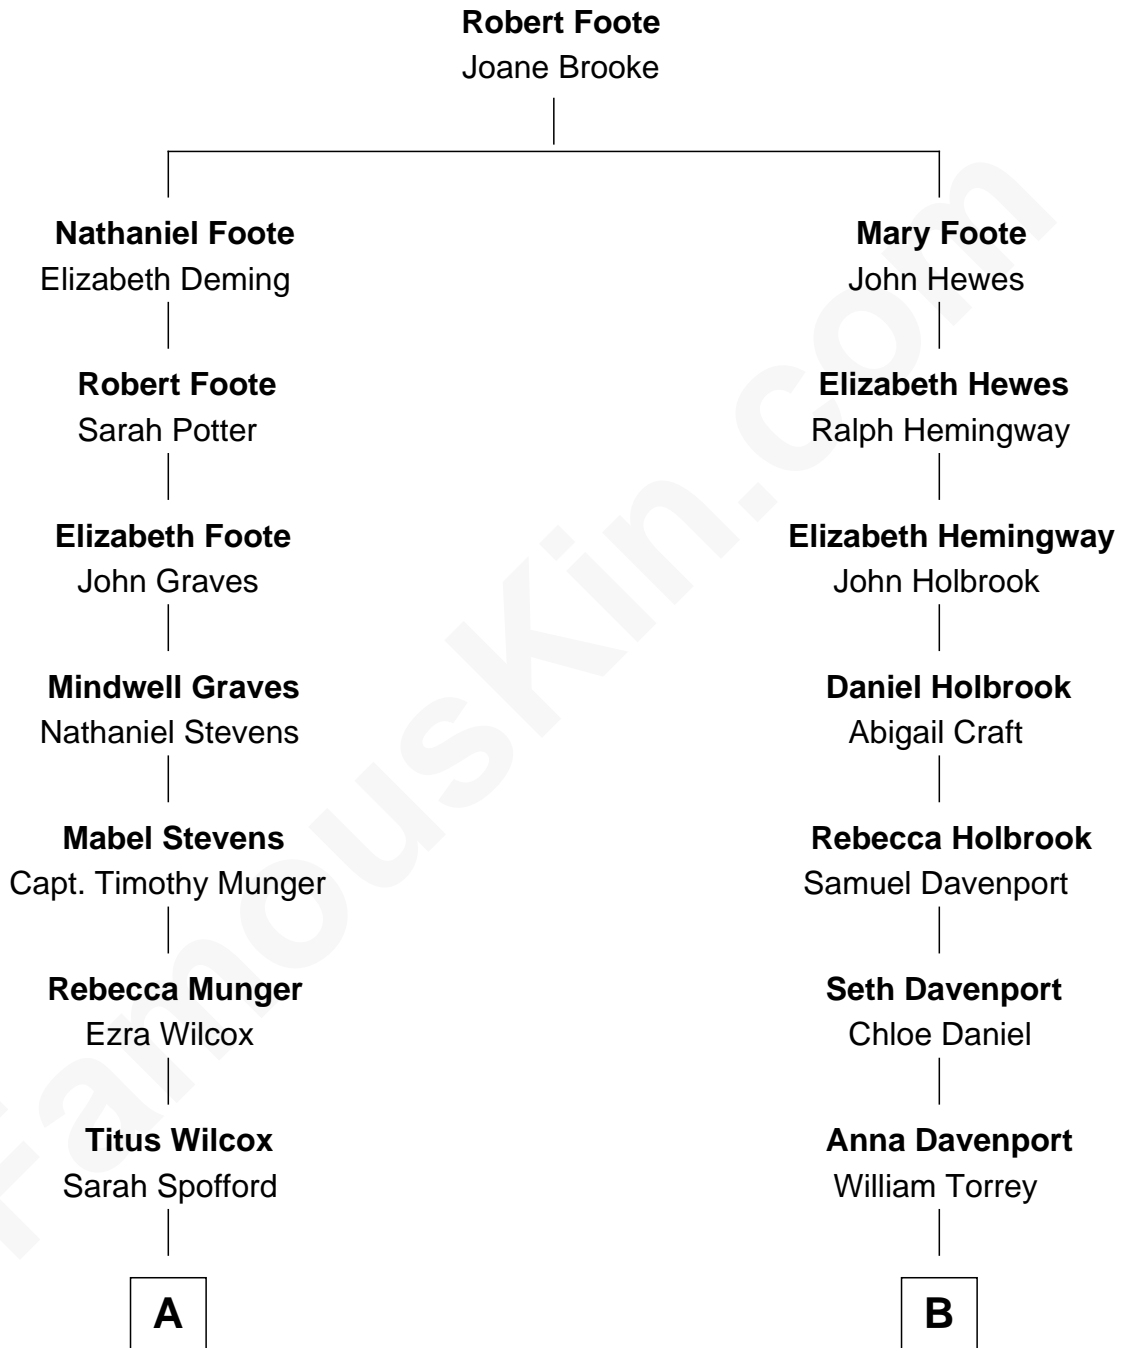 Robert Foote
Joane Brooke
Nathaniel Foote
Elizabeth Deming
Mary Foote
John Hewes
Robert Foote
Sarah Potter
Elizabeth Hewes
Ralph Hemingway
Elizabeth Foote
John Graves
Elizabeth Hemingway
John Holbrook
Mindwell Graves
Nathaniel Stevens
Daniel Holbrook
Abigail Craft
Mabel Stevens
Capt. Timothy Munger
Rebecca Holbrook
Samuel Davenport
Rebecca Munger
Ezra Wilcox
Seth Davenport
Chloe Daniel
Titus Wilcox
Sarah Spofford
Anna Davenport
William Torrey
A
B
FamousKin.com